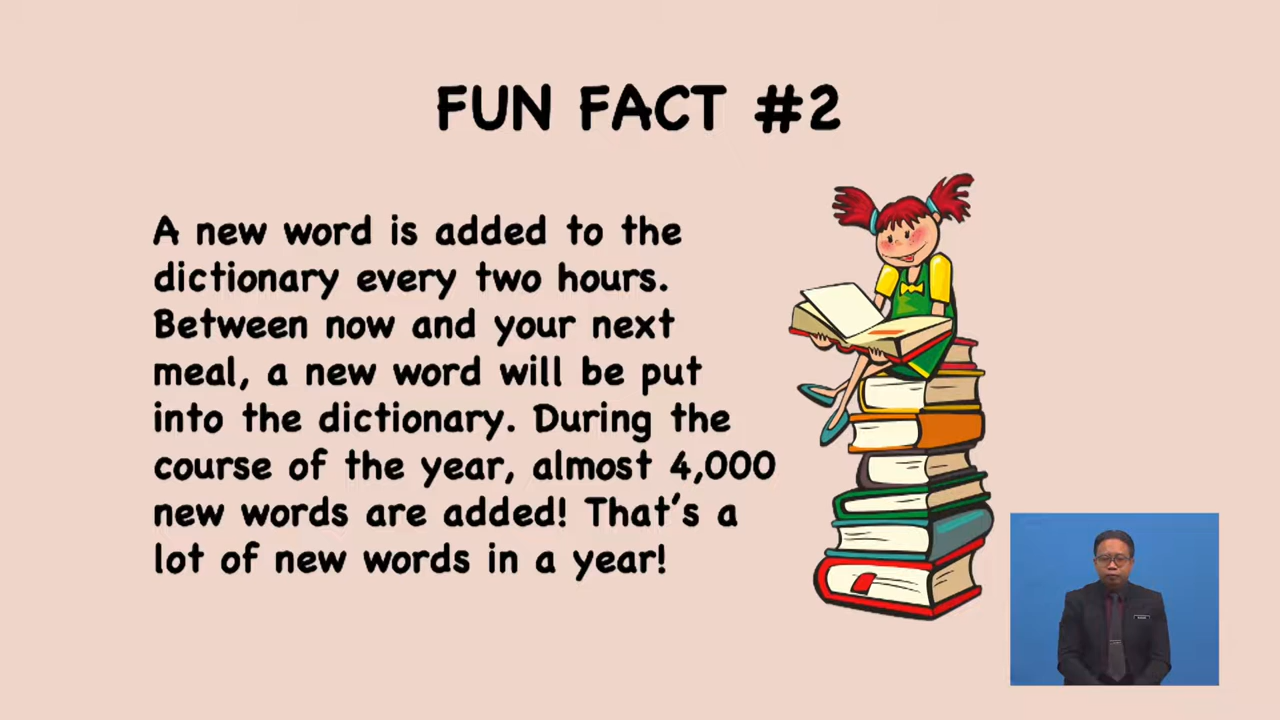 FUN FACT #2
A new word is added to the
dictionary every two hours.
Between now and your next
meal, a new word will be put
into the dictionary. During the
course of the year, almost 4,000
new words are added! That's a
lot of new words in a year!